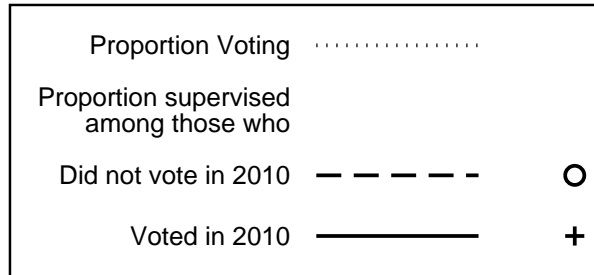 Proportion Voting
Proportion supervised
among those who
Did not vote in 2010
Voted in 2010